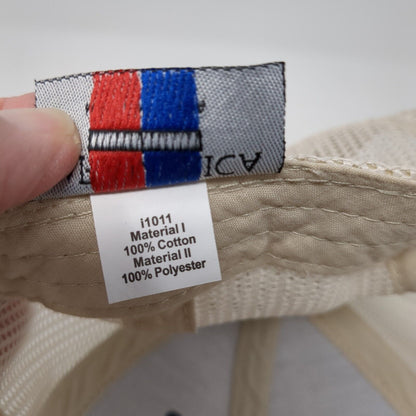 i1011
Material I
100% Cotton
Material II
100% Polyester